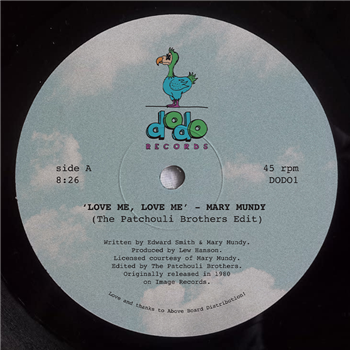 dodo
RECORDS
side A 45 rpm
8:26 DODO1
'LOVE ME, LOVE ME' – MARY MUNDY
(The Patchouli Brothers Edit)
Written by Edward Smith & Mary Mundy.
Produced by Lew Hasson.
Licensed courtesy of Mary Mundy.
Edited by The Patchouli Brothers.
Originally released in 1980
on Image Records.
Love and thanks to Above Board Distribution!